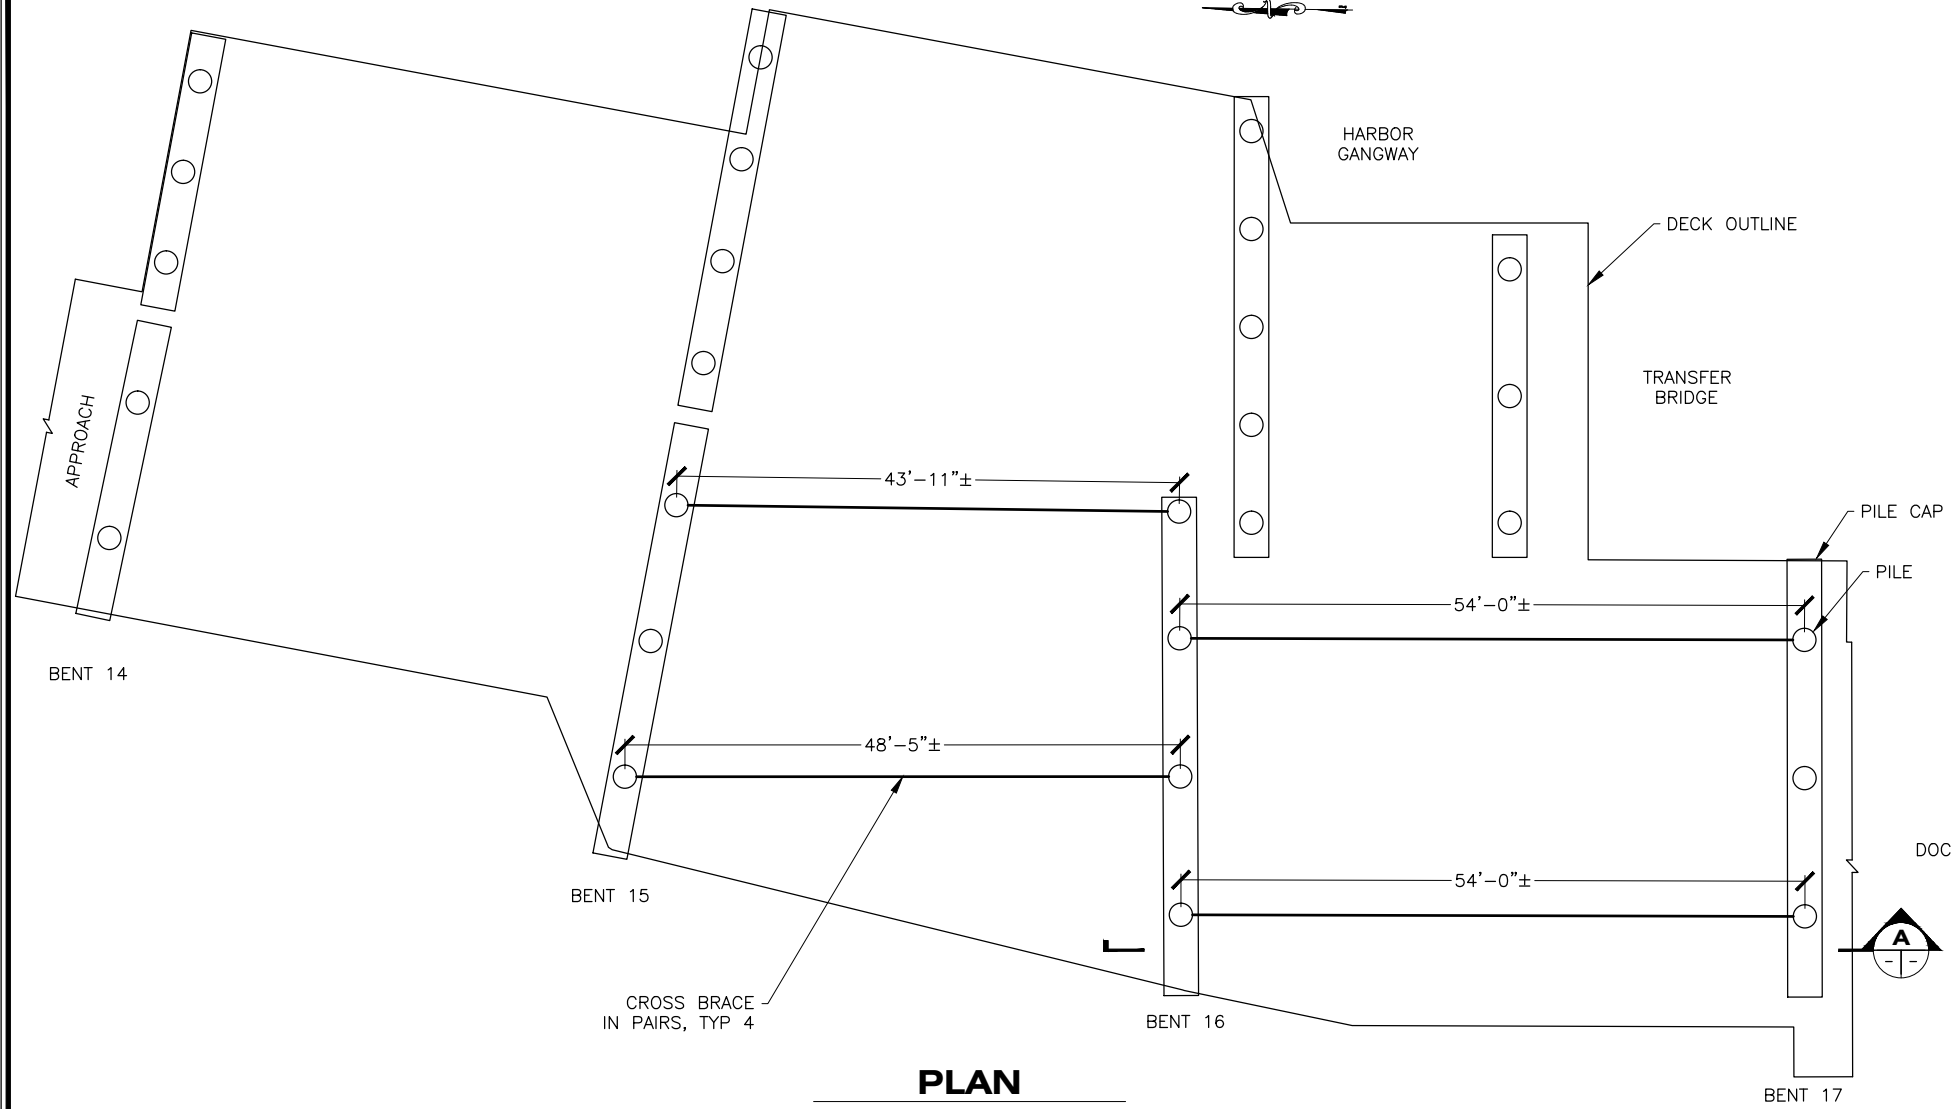 HARBOR
GANGWAY
DECK OUTLINE
TRANSFER
BRIDGE
APPROACH
43'-11"±
PILE CAP
PILE
54'-0"±
BENT 14
48'-5"±
DOC
54'-0"±
BENT 15
A
- -
CROSS BRACE
IN PAIRS, TYP 4
BENT 16
PLAN
BENT 17